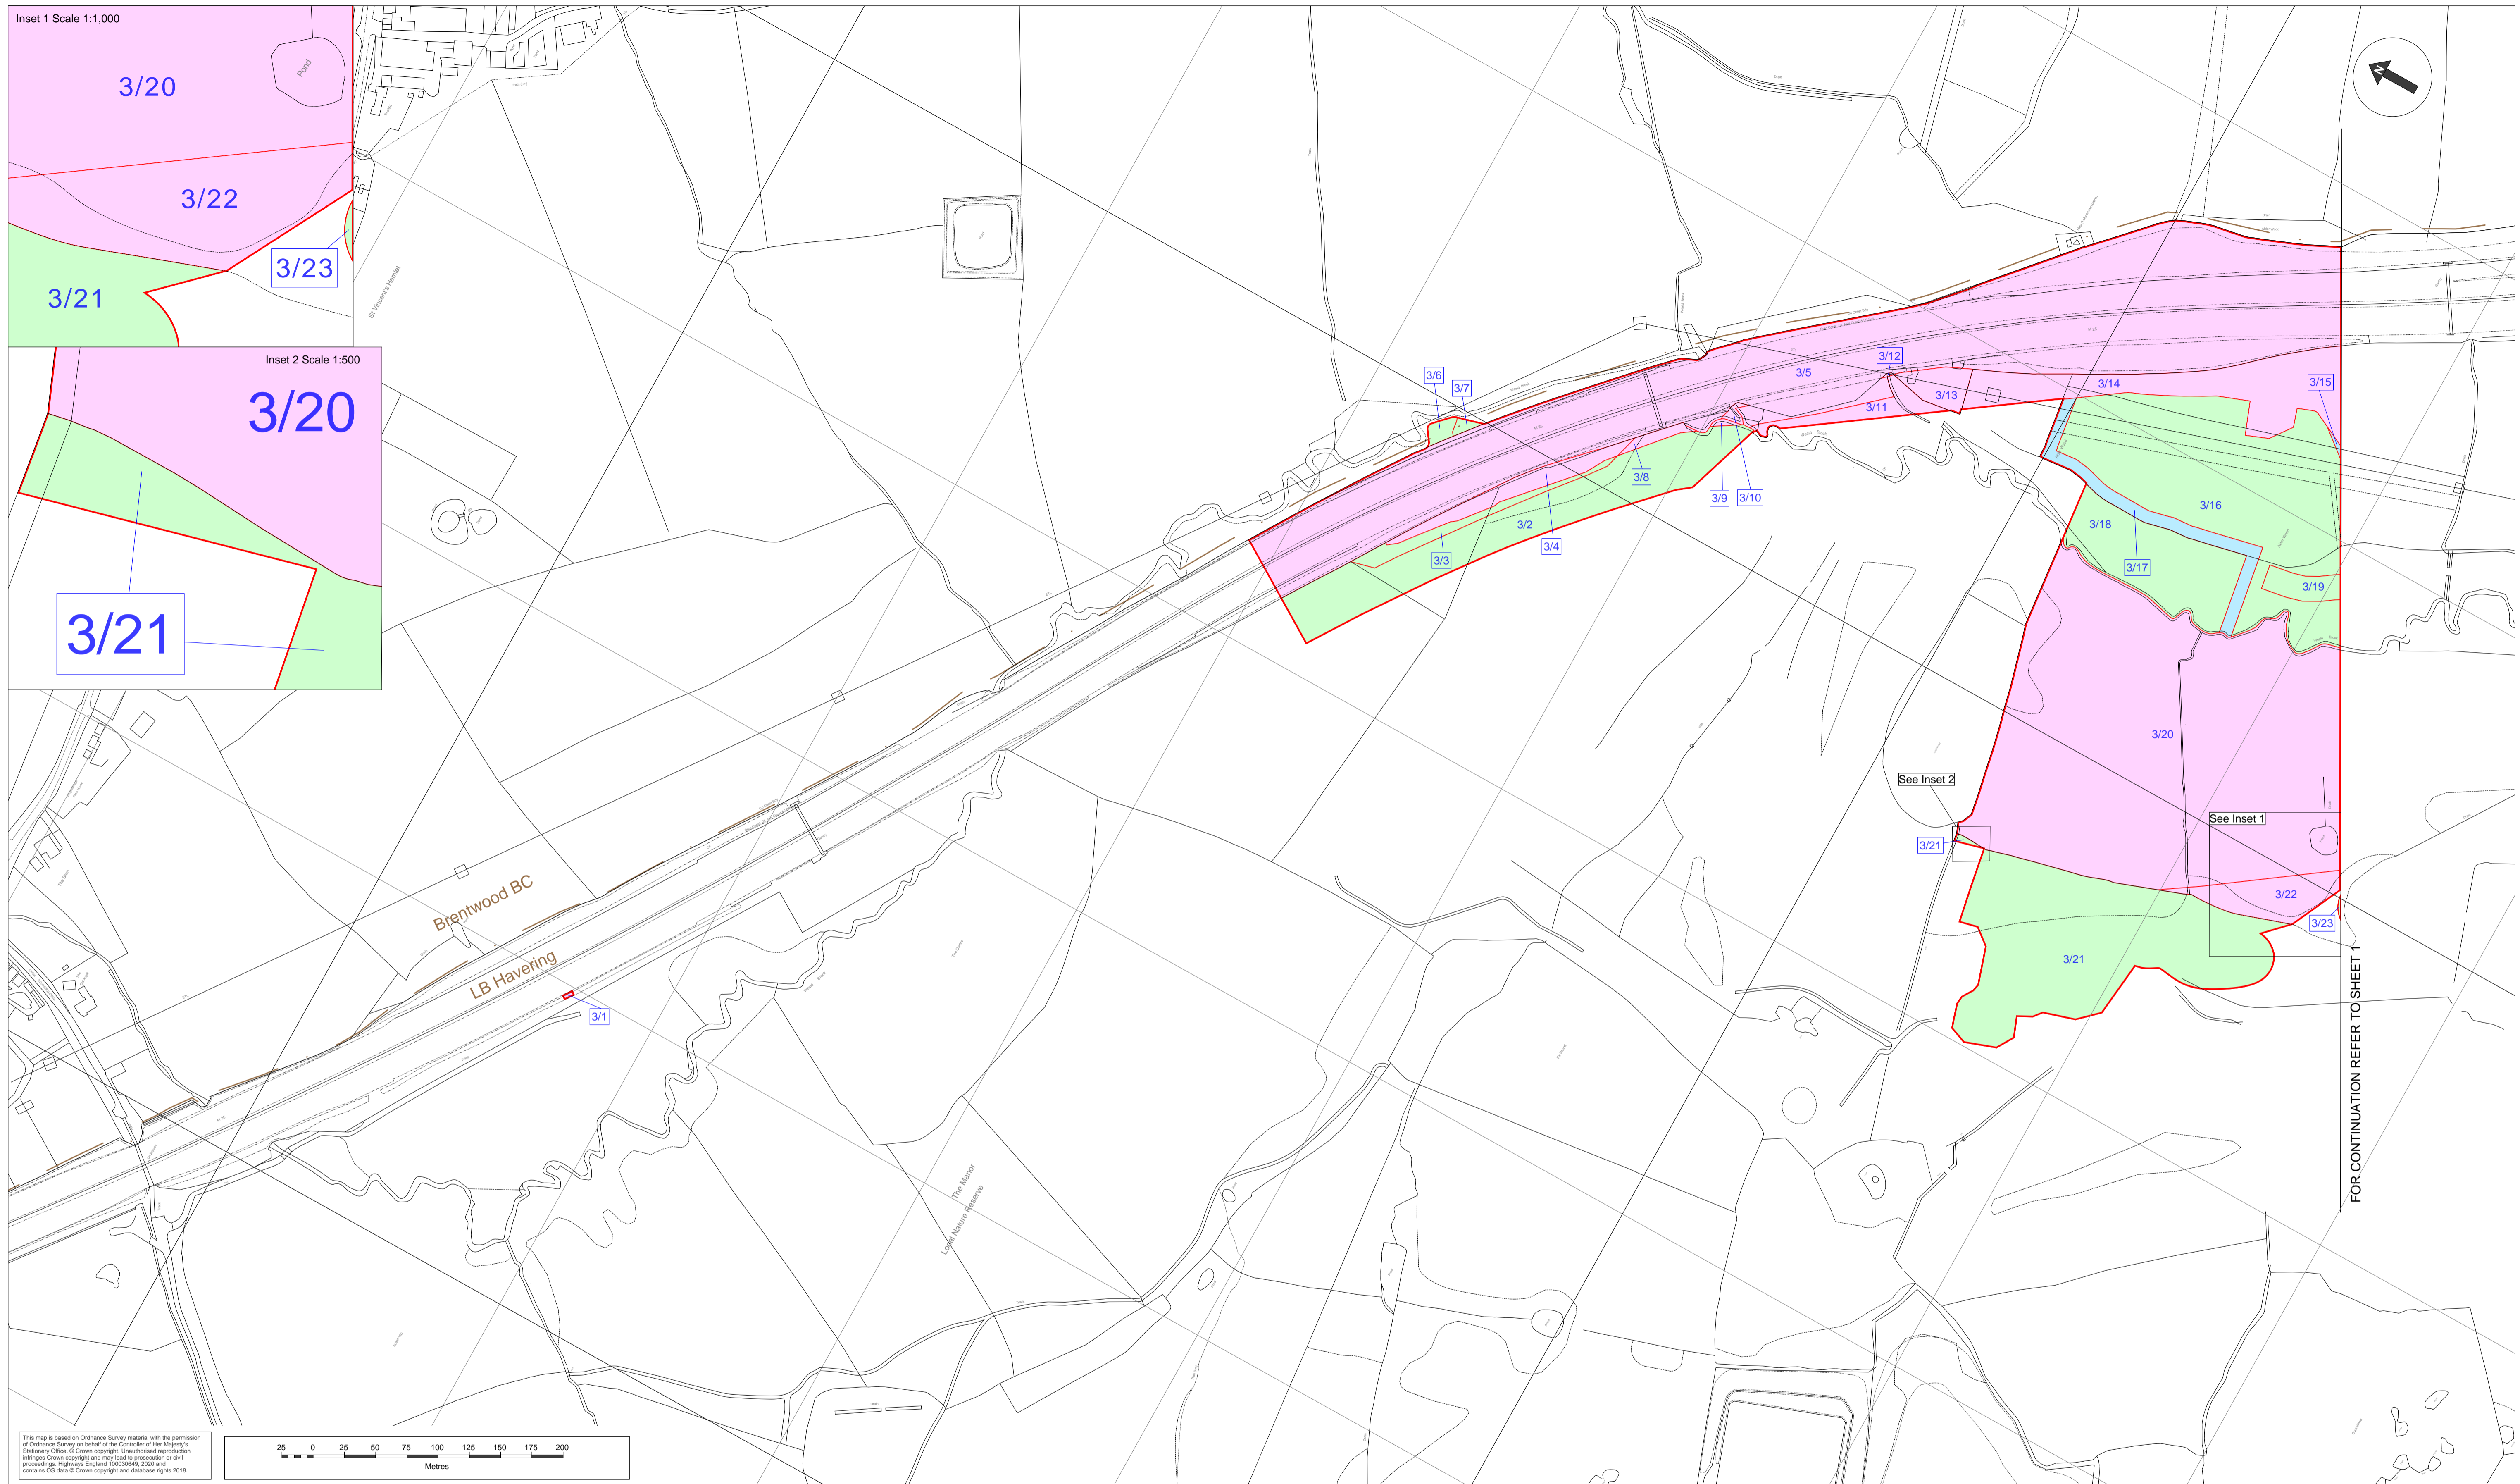 Inset 1 Scale 1:1,000
Pond
3/20
3/22
3/23
3/21
Inset 2 Scale 1:500
3/20
3/21
St Vincent's Hamlet
N
3/6
3/7
3/5
3/12
3/11
3/13
3/14
3/15
M 25
M 25
3/8
3/9
3/10
3/2
3/3
3/4
3/16
3/18
3/17
3/19
3/20
See Inset 2
See Inset 1
3/21
3/22
3/23
3/21
Brentwood BC
LB Havering
3/1
M 25
The Manor
Local Nature Reserve
FOR CONTINUATION REFER TO SHEET 1
This map is based on Ordnance Survey material with the permission
of Ordnance Survey on behalf of the Controller of Her Majesty's
Stationery Office. © Crown copyright. Unauthorised reproduction
infringes Crown copyright and may lead to prosecution or civil
proceedings. Highways England 100030649, 2020 and
contains OS data © Crown copyright and database rights 2018.
25 0 25 50 75 100 125 150 175 200
Metres